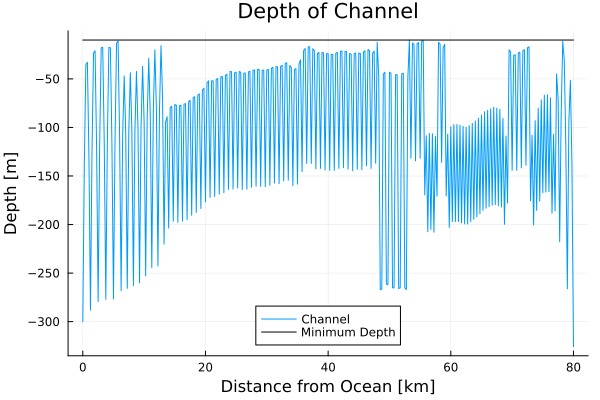 Depth of Channel
Depth [m]
−50
−100
−150
−200
−250
−300
Channel
Minimum Depth
0
20
40
60
80
Distance from Ocean [km]